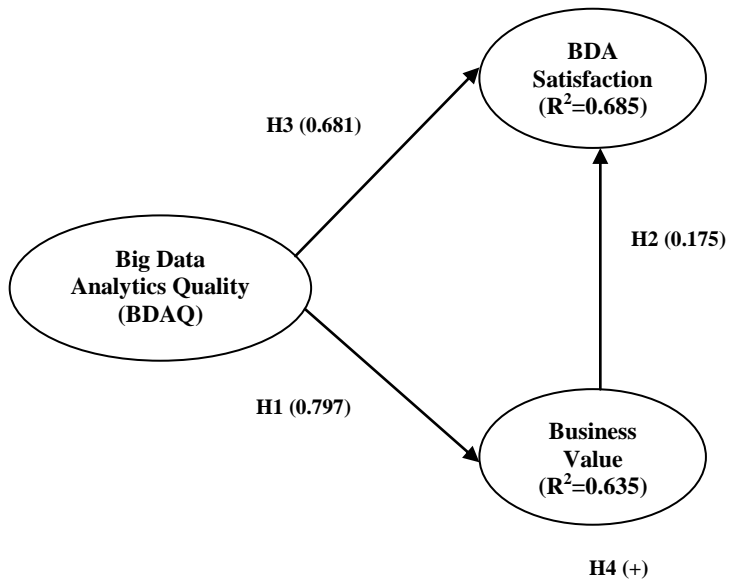 BDA
Satisfaction
(R²=0.685)
H3 (0.681)
H2 (0.175)
Big Data
Analytics Quality
(BDAQ)
H1 (0.797)
Business
Value
(R²=0.635)
H4 (+)